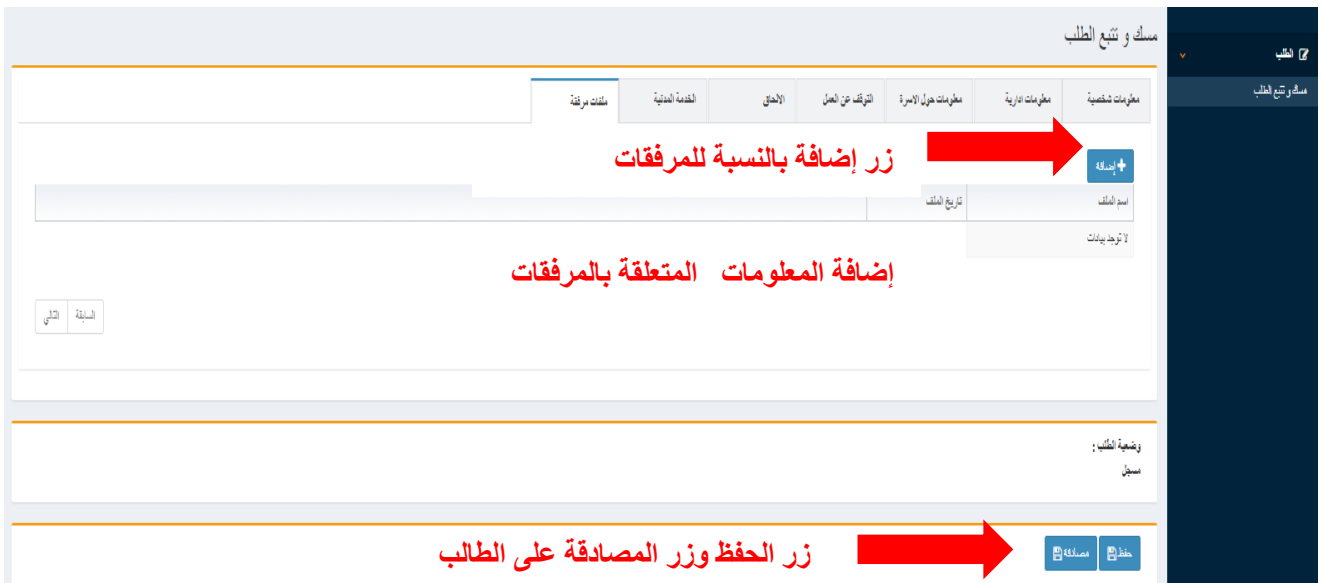 مسك و تتبع الطلب
الطلب
مسك و تتبع الطلب
معلومات شخصية
معلومات ادارية
معلومات حول الاسرة
التوقف عن العمل
الالحاق
الخدمة المدنية
ملفات مرفقة
زر إضافة بالنسبة للمرفقات
إضافة
اسم الملف
تاريخ الملف
لا توجد بيانات
إضافة المعلومات المتعلقة بالمرفقات
السابقة
التالي
وضعية الطلب :
مسجل
حفظ
مصادقة
زر الحفظ وزر المصادقة على الطالب